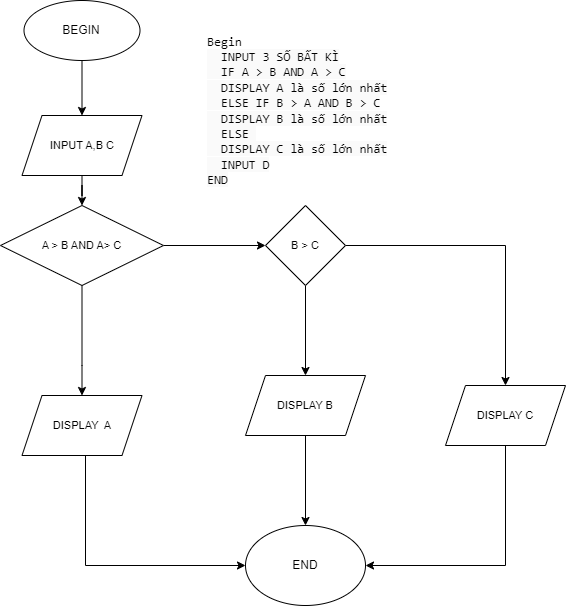 BEGIN
Begin
INPUT 3 SỐ BẤT KÌ
IF A > B AND A > C
DISPLAY A là số lớn nhất
ELSE IF B > A AND B > C
DISPLAY B là số lớn nhất
ELSE
DISPLAY C là số lớn nhất
INPUT D
END
INPUT A,B C
A > B AND A> C
B > C
DISPLAY A
DISPLAY B
DISPLAY C
END